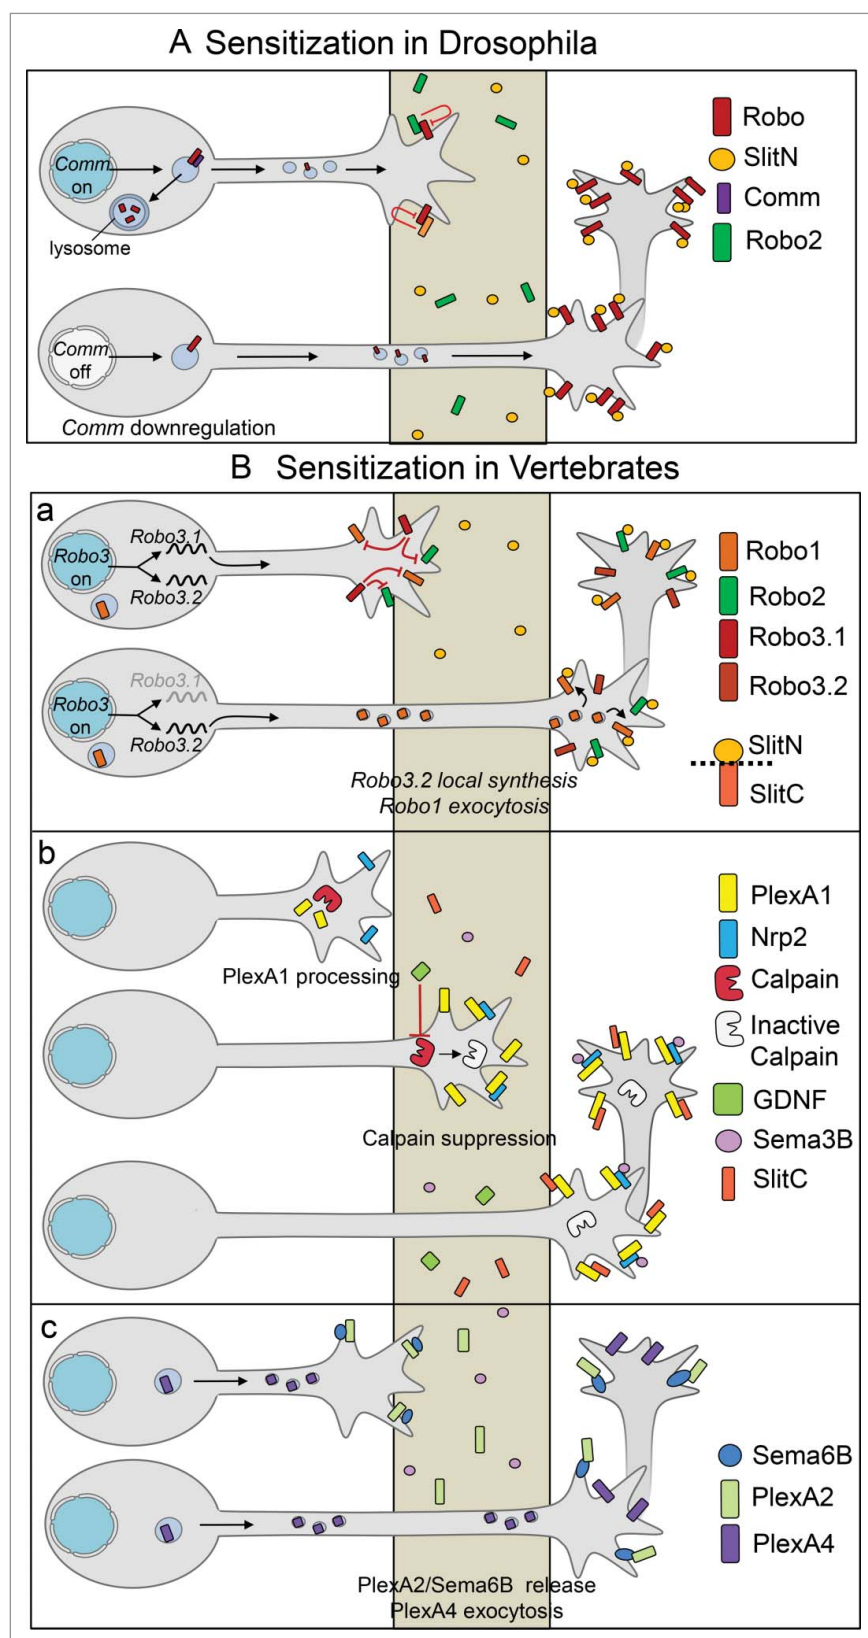 A Sensitization in Drosophila
Comm
on
lysosome
Comm
off
Comm downregulation
Robo
SlitN
Comm
Robo2
B Sensitization in Vertebrates
a
Robo3
on
Robo3.1
Robo3.2
Robo3
on
Robo3.1
Robo3.2
Robo3.2 local synthesis
Robo1 exocytosis
Robo1
Robo2
Robo3.1
Robo3.2
SlitN
SlitC
b
PlexA1 processing
Calpain suppression
PlexA1
Nrp2
Calpain
Inactive
Calpain
GDNF
Sema3B
SlitC
c
PlexA2/Sema6B release
PlexA4 exocytosis
Sema6B
PlexA2
PlexA4